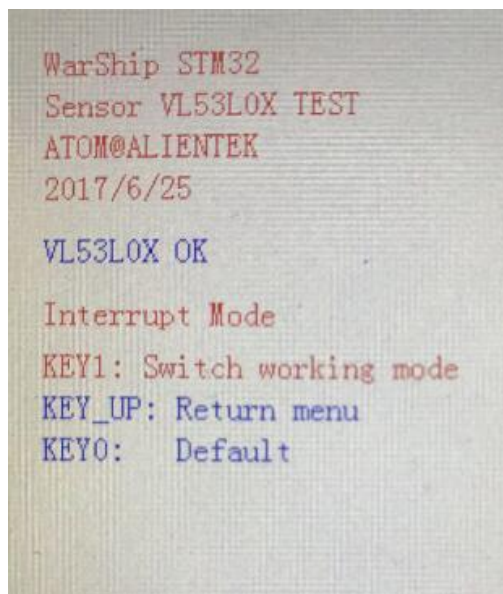 WarShip STM32
Sensor VL53L0X TEST
ATOM@ALIENTEK
2017/6/25
VL53L0X OK
Interrupt Mode
KEY1: Switch working mode
KEY_UP: Return menu
KEY0: Default